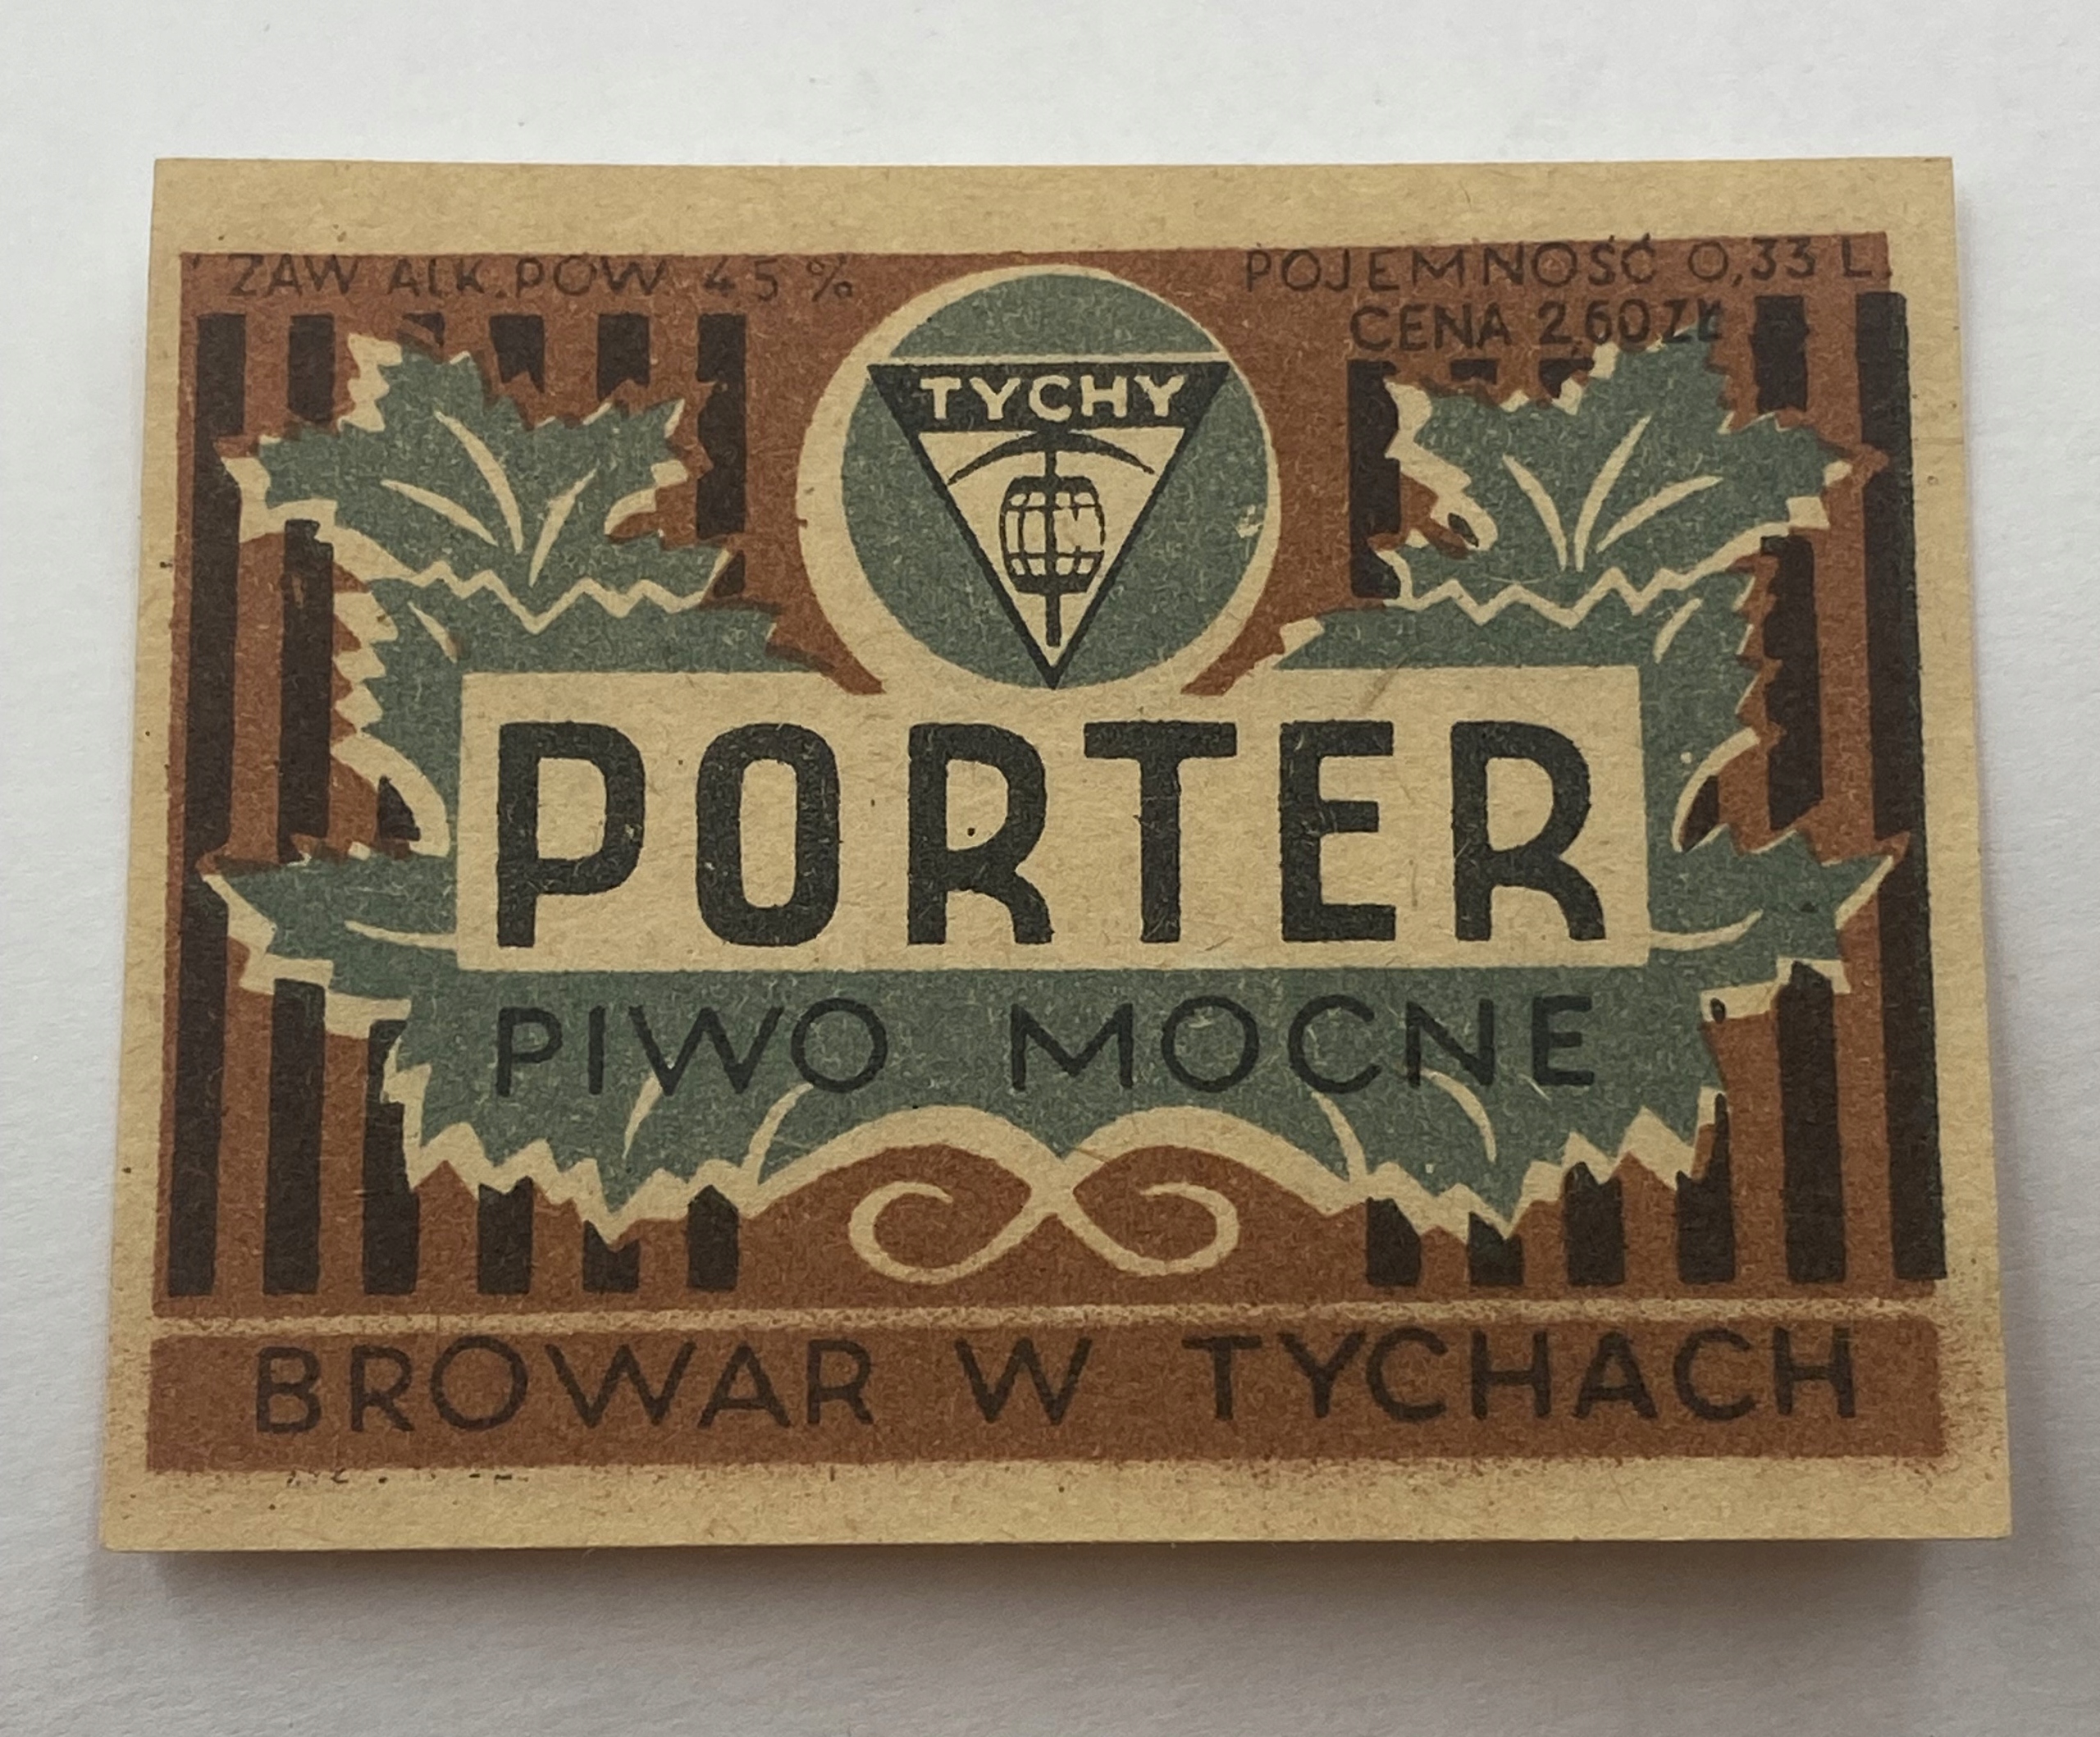 ZAW ALK. POW 4 5 %
POJEMNOŚĆ 0,33 L.
CENA 2,60 ZŁ
TYCHY
PORTER
PIWO MOCNE
BROWAR W TYCHACH